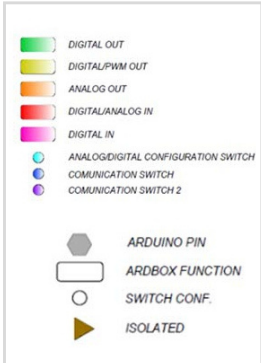 DIGITAL OUT
DIGITAL/PWM OUT
ANALOG OUT
DIGITAL/ANALOG IN
DIGITAL IN
ANALOG/DIGITAL CONFIGURATION SWITCH
COMUNICATION SWITCH
COMUNICATION SWITCH 2
ARDUINO PIN
ARDBOX FUNCTION
SWITCH CONF.
ISOLATED